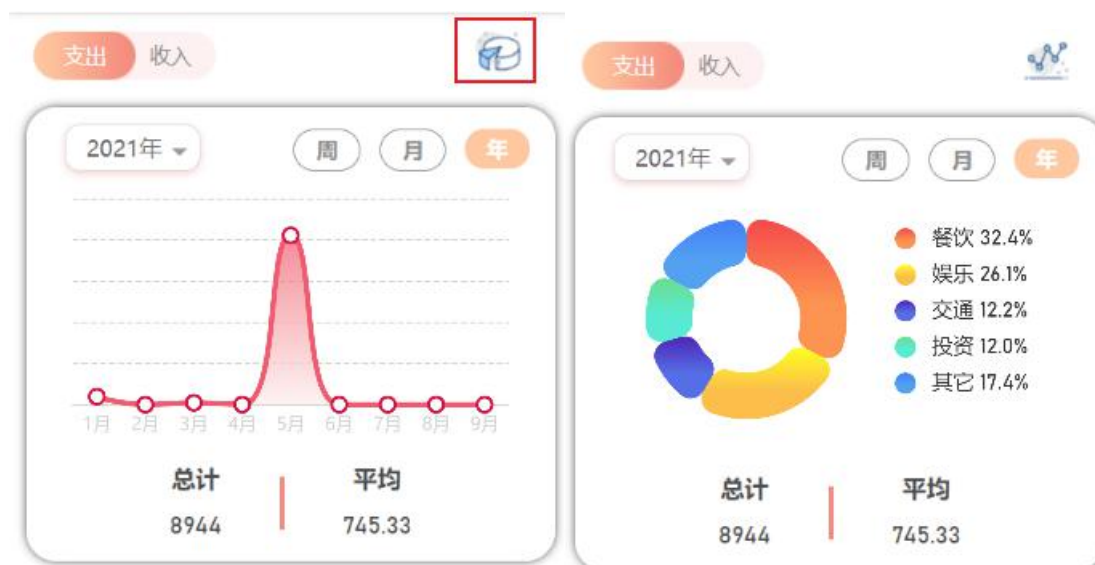 支出 收入
2021年 周 月 年
1月 2月 3月 4月 5月 6月 7月 8月 9月
总计 平均
8944 745.33
支出 收入
2021年 周 月 年
餐饮 32.4%
娱乐 26.1%
交通 12.2%
投资 12.0%
其它 17.4%
总计 平均
8944 745.33